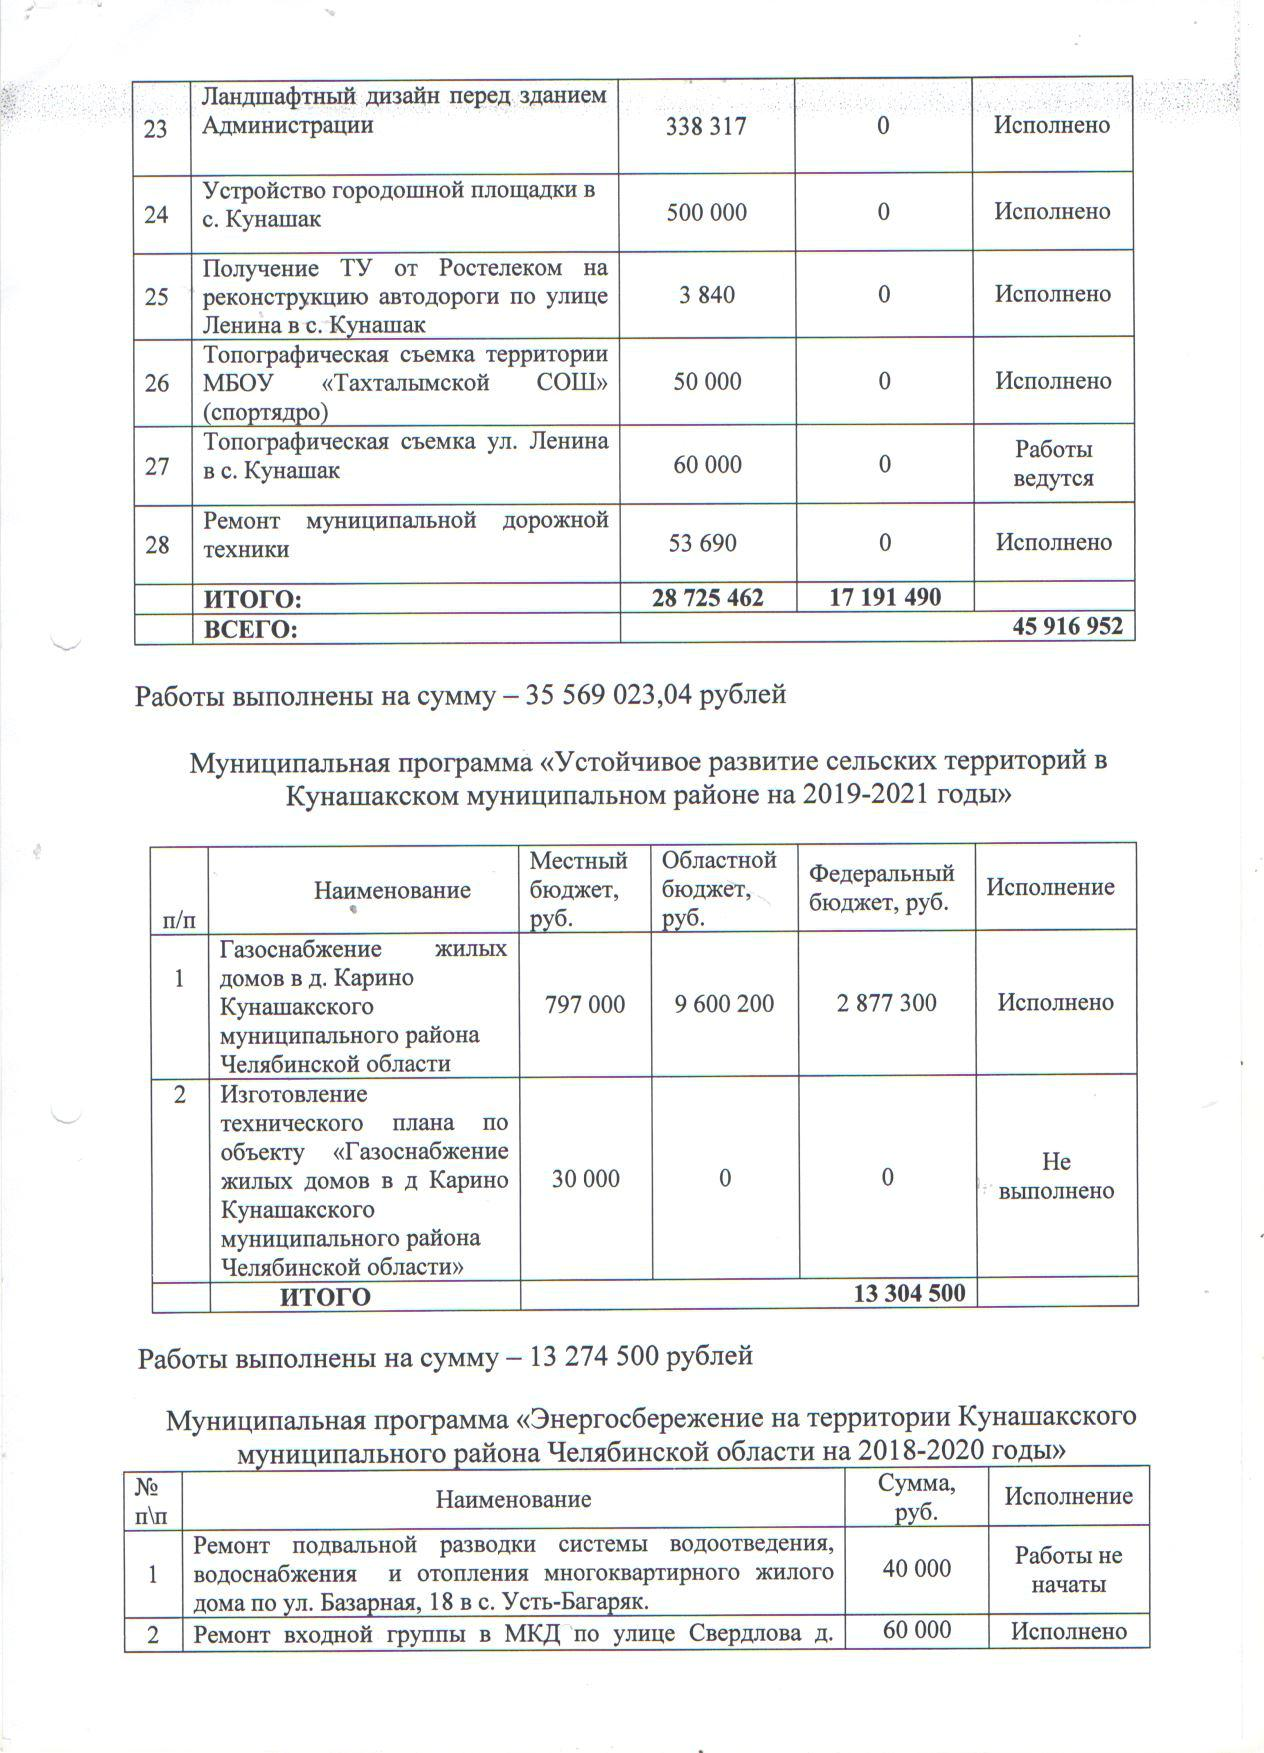 23
Ландшафтный дизайн перед зданием
Администрации
338 317
0
Исполнено
24
Устройство городошной площадки в
с. Кунашак
500 000
0
Исполнено
25
Получение ТУ от Ростелеком на
реконструкцию автодороги по улице
Ленина в с. Кунашак
3 840
0
Исполнено
26
Топографическая съемка территории
МБОУ «Тахталымской СОШ»
(спортядро)
50 000
0
Исполнено
27
Топографическая съемка ул. Ленина
в с. Кунашак
60 000
0
Работы
ведутся
28
Ремонт муниципальной дорожной
техники
53 690
0
Исполнено
ИТОГО:
28 725 462
17 191 490
ВСЕГО:
45 916 952
Работы выполнены на сумму – 35 569 023,04 рублей
Муниципальная программа «Устойчивое развитие сельских территорий в
Кунашакском муниципальном районе на 2019-2021 годы»
п/п
Наименование
Местный
бюджет,
руб.
Областной
бюджет,
руб.
Федеральный
бюджет, руб.
Исполнение
1
Газоснабжение жилых
домов в д. Карино
Кунашакского
муниципального района
Челябинской области
797 000
9 600 200
2 877 300
Исполнено
2
Изготовление
технического плана по
объекту «Газоснабжение
жилых домов в д Карино
Кунашакского
муниципального района
Челябинской области»
30 000
0
0
Не
выполнено
ИТОГО
13 304 500
Работы выполнены на сумму – 13 274 500 рублей
Муниципальная программа «Энергосбережение на территории Кунашакского
муниципального района Челябинской области на 2018-2020 годы»
№
п\п
Наименование
Сумма,
руб.
Исполнение
1
Ремонт подвальной разводки системы водоотведения,
водоснабжения и отопления многоквартирного жилого
дома по ул. Базарная, 18 в с. Усть-Багаряк.
40 000
Работы не
начаты
2
Ремонт входной группы в МКД по улице Свердлова д.
60 000
Исполнено